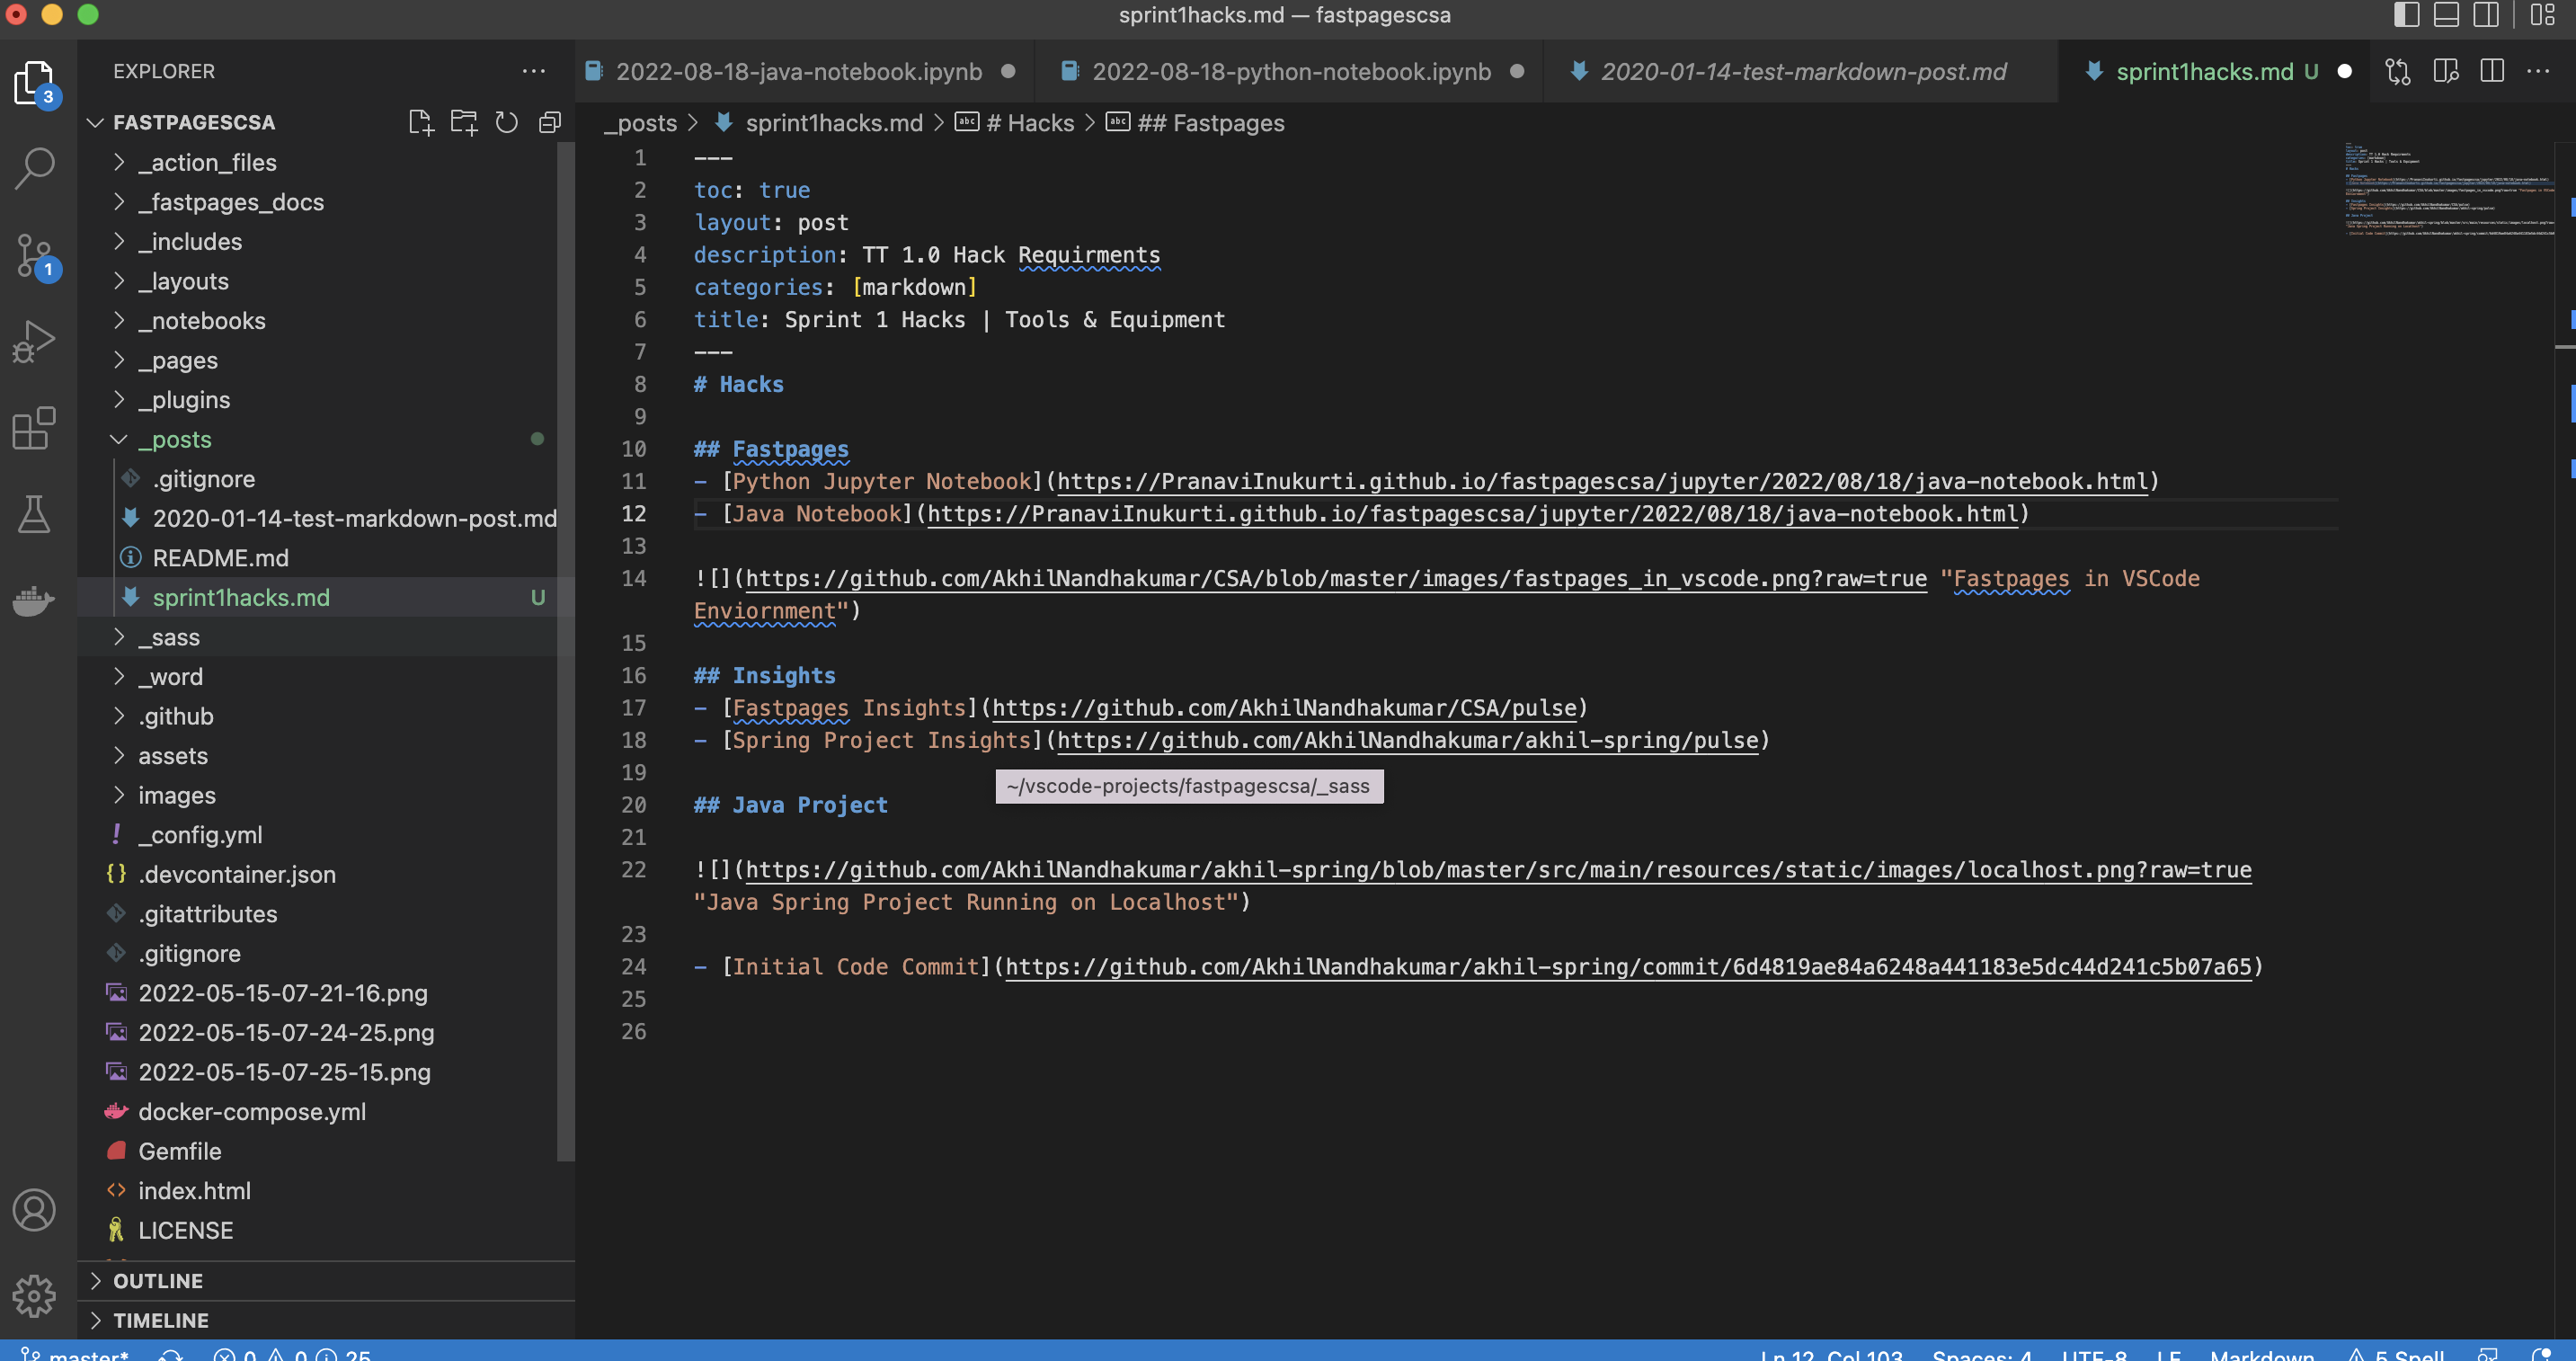 sprint1hacks.md — fastpagescsa
EXPLORER
2022-08-18-java-notebook.ipynb
2022-08-18-python-notebook.ipynb
2020-01-14-test-markdown-post.md
sprint1hacks.md U
3
FASTPAGESCSA
_posts > sprint1hacks.md > # Hacks > ## Fastpages
_action_files
_fastpages_docs
_includes
_layouts
_notebooks
_pages
_plugins
_posts
.gitignore
2020-01-14-test-markdown-post.md
README.md
sprint1hacks.md U
_sass
_word
.github
assets
images
_config.yml
.devcontainer.json
.gitattributes
.gitignore
2022-05-15-07-21-16.png
2022-05-15-07-24-25.png
2022-05-15-07-25-15.png
docker-compose.yml
Gemfile
index.html
LICENSE
OUTLINE
TIMELINE
1
1 ---
2 toc: true
3 layout: post
4 description: TT 1.0 Hack Requirments
5 categories: [markdown]
6 title: Sprint 1 Hacks | Tools & Equipment
7 ---
8 # Hacks
9
10 ## Fastpages
11 - [Python Jupyter Notebook](https://PranaviInukurti.github.io/fastpagescsa/jupyter/2022/08/18/java-notebook.html)
12 - [Java Notebook](https://PranaviInukurti.github.io/fastpagescsa/jupyter/2022/08/18/java-notebook.html)
13
14 ![](https://github.com/AkhilNandhakumar/CSA/blob/master/images/fastpages_in_vscode.png?raw=true "Fastpages in VSCode
Enviornment")
15
16 ## Insights
17 - [Fastpages Insights](https://github.com/AkhilNandhakumar/CSA/pulse)
18 - [Spring Project Insights](https://github.com/AkhilNandhakumar/akhil-spring/pulse)
19
~/vscode-projects/fastpagescsa/_sass
20 ## Java Project
21
22 ![](https://github.com/AkhilNandhakumar/akhil-spring/blob/master/src/main/resources/static/images/localhost.png?raw=true
"Java Spring Project Running on Localhost")
23
24 - [Initial Code Commit](https://github.com/AkhilNandhakumar/akhil-spring/commit/6d4819ae84a6248a441183e5dc44d241c5b07a65)
25
26
master* 0 0 25
Ln 12, Col 103 Spaces: 4 UTF-8 LF Markdown 5 Spell